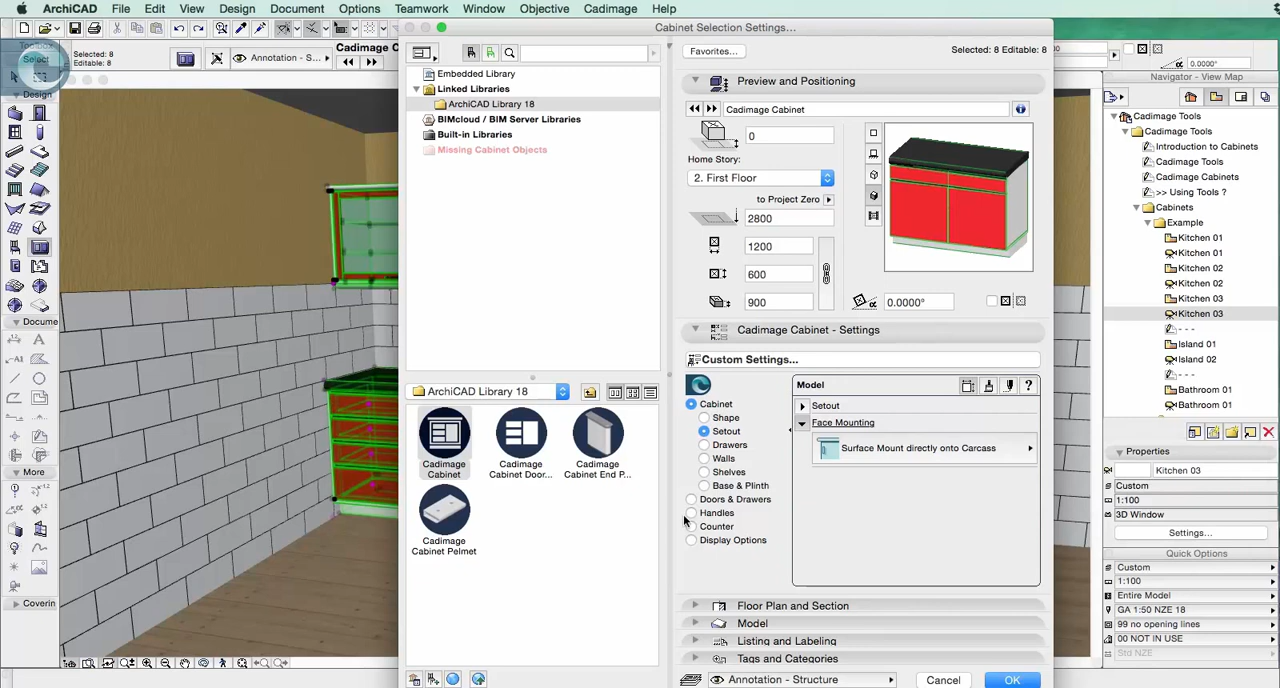 ArchiCAD File Edit View Design Document Options Teamwork Window Objective Cadimage Help
Cabinet Selection Settings...
Selected: 8
Editable: 8
Annotation - S...
Cadimage Cab
Select
Design
Docume
More
Coverin
Embedded Library
Linked Libraries
ArchiCAD Library 18
BIMcloud / BIM Server Libraries
Built-in Libraries
Missing Cabinet Objects
ArchiCAD Library 18
Cadimage Cabinet
Cadimage Cabinet Door...
Cadimage Cabinet End P...
Cadimage Cabinet Pelmet
Favorites...
Selected: 8 Editable: 8
Preview and Positioning
Cadimage Cabinet
0
Home Story:
2. First Floor
to Project Zero
2800
1200
600
900
0.0000°
Cadimage Cabinet - Settings
Custom Settings...
Cabinet
Shape
Setout
Drawers
Walls
Shelves
Base & Plinth
Doors & Drawers
Handles
Counter
Display Options
Model
?
Setout
Face Mounting
Surface Mount directly onto Carcass
Floor Plan and Section
Model
Listing and Labeling
Tags and Categories
Annotation - Structure
Cancel
OK
0.0000°
Navigator - View Map
Cadimage Tools
Cadimage Tools
Introduction to Cabinets
Cadimage Tools
Cadimage Cabinets
>> Using Tools ?
Cabinets
Example
Kitchen 01
Kitchen 01
Kitchen 02
Kitchen 02
Kitchen 03
Kitchen 03
- - -
Island 01
Island 02
- - -
Bathroom 01
Bathroom 01
Properties
Kitchen 03
Custom
1:100
3D Window
Settings...
Quick Options
Custom
1:100
Entire Model
GA 1:50 NZE 18
99 no opening lines
00 NOT IN USE
Std NZE